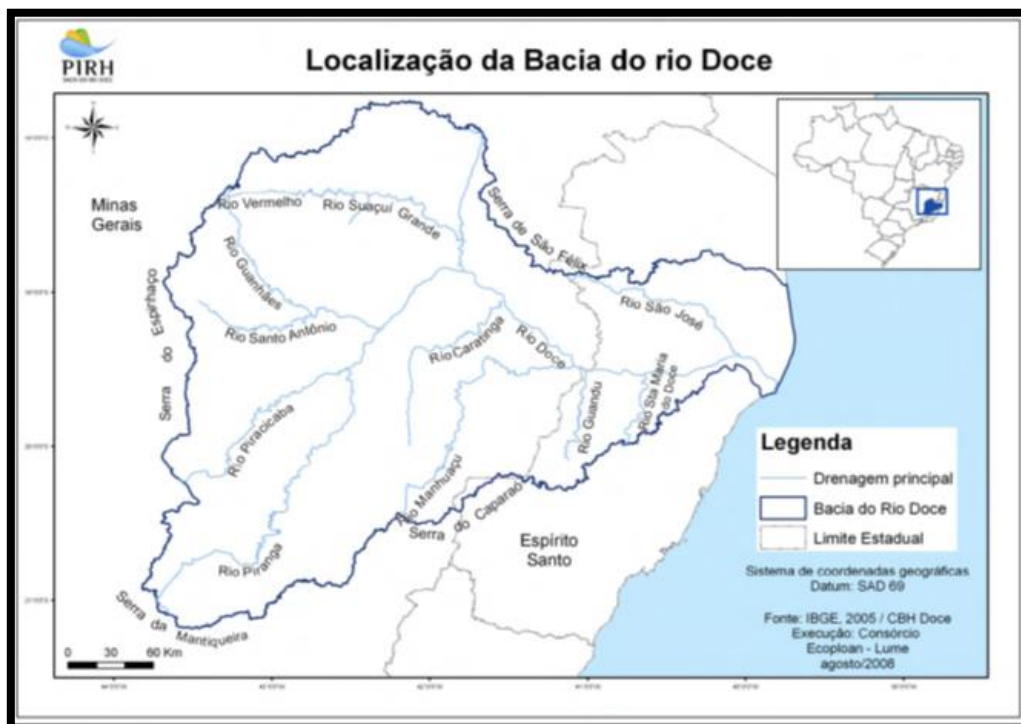 PIRH
Localização da Bacia do rio Doce
Minas
Gerais
Rio Vermelho
Rio Suaçuí Grande
Serra de São Félix
Rio Guanhães
Serra do Espinhaço
Rio Santo Antônio
Rio São José
Rio Caratinga
Rio Doce
Rio Guandu
Rio Sta Maria
do Doce
Rio Piracicaba
Rio Manhuaçu
Serra do Caparaó
Rio Piranga
Espírito
Santo
Serra da Mantiqueira
0 30 60 Km
Legenda
Drenagem principal
Bacia do Rio Doce
Limite Estadual
Sistema de coordenadas geográficas
Datum: SAD 69
Fonte: IBGE, 2005 / CBH Doce
Execução: Consórcio
Ecoploan - Lume
agosto/2008